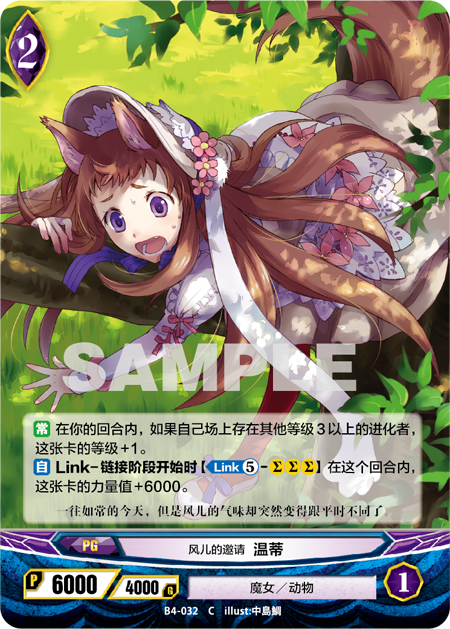 2
SAMPLE
常 在你的回合内，如果自己场上存在其他等级3以上的进化者，
这张卡的等级+1。
自 Link-链接阶段开始时【Link 5-ΣΣΣ】在这个回合内，
这张卡的力量值+6000。
一往如常的今天，但是风儿的气味却突然变得跟平时不同了
PG
风儿的邀请 温蒂
P 6000 / 4000 G
魔女／动物
1
B4-032 C illust:中島鯛